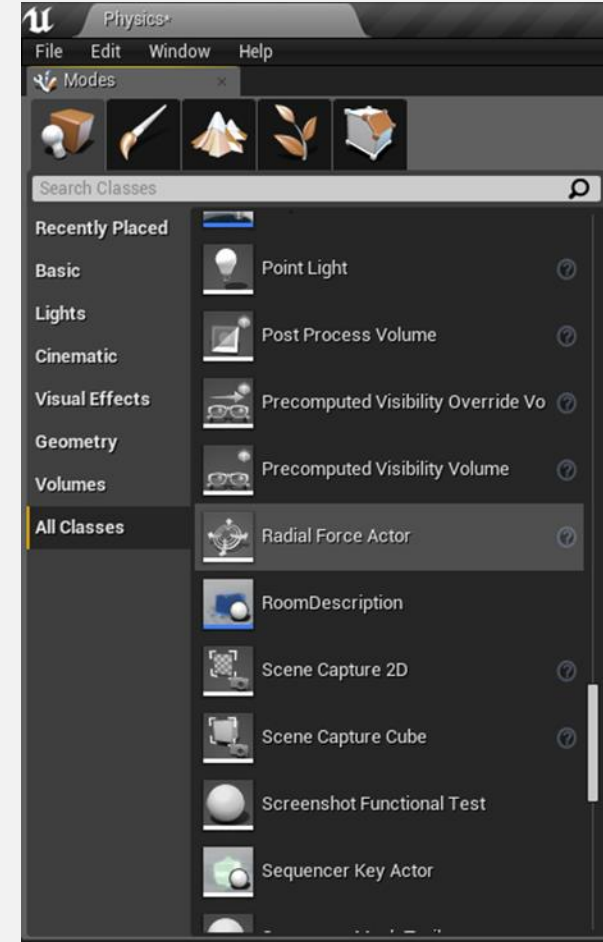 Physics*
File Edit Window Help
Modes
Search Classes
Recently Placed
Basic
Lights
Cinematic
Visual Effects
Geometry
Volumes
All Classes
Point Light
Post Process Volume
Precomputed Visibility Override Vo
Precomputed Visibility Volume
Radial Force Actor
RoomDescription
Scene Capture 2D
Scene Capture Cube
Screenshot Functional Test
Sequencer Key Actor